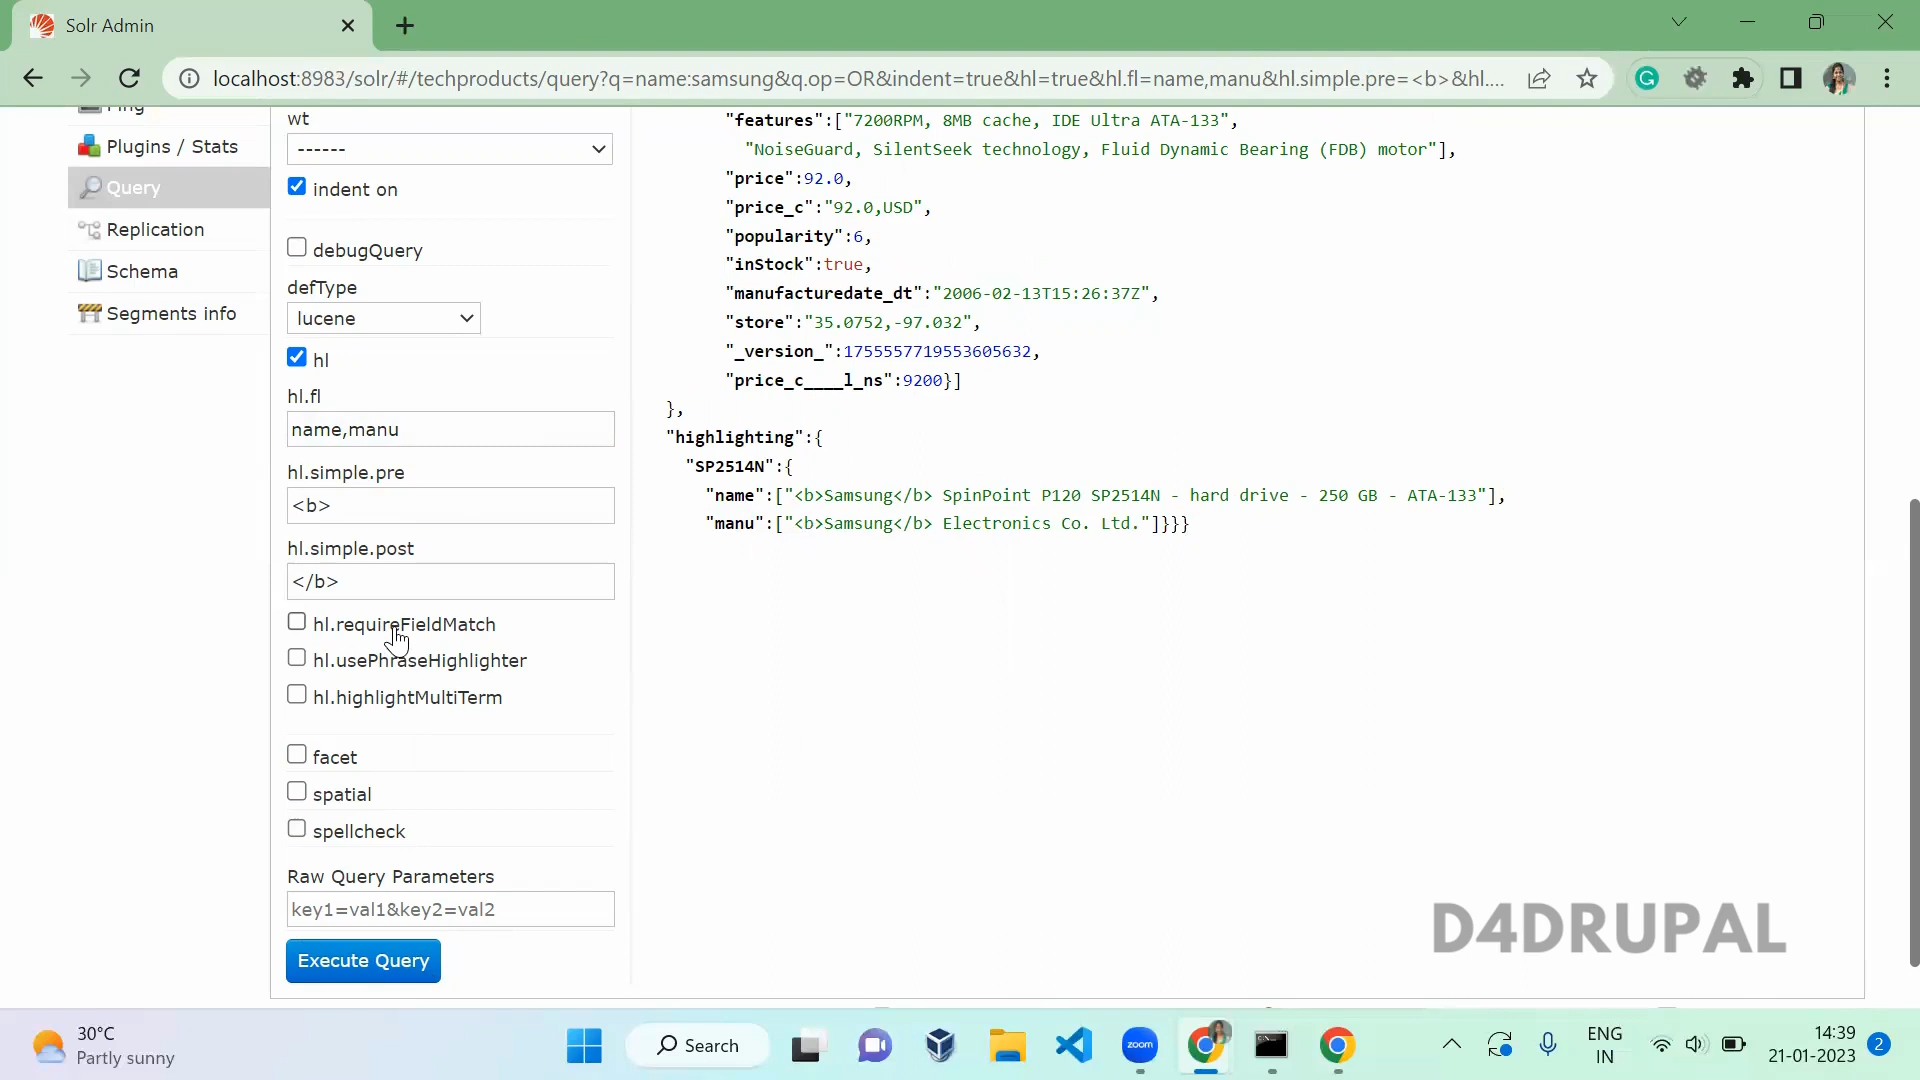 Solr Admin
localhost:8983/solr/#/techproducts/query?q=name:samsung&q.op=OR&indent=true&hl=true&hl.fl=name,manu&hl.simple.pre=<b>&hl....
Ping
Plugins / Stats
Query
Replication
Schema
Segments info
wt
------
indent on
debugQuery
defType
lucene
hl
hl.fl
name,manu
hl.simple.pre
<b>
hl.simple.post
</b>
hl.requireFieldMatch
hl.usePhraseHighlighter
hl.highlightMultiTerm
facet
spatial
spellcheck
Raw Query Parameters
key1=val1&key2=val2
Execute Query
"features":["7200RPM, 8MB cache, IDE Ultra ATA-133",
"NoiseGuard, SilentSeek technology, Fluid Dynamic Bearing (FDB) motor"],
"price":92.0,
"price_c":"92.0,USD",
"popularity":6,
"inStock":true,
"manufacturedate_dt":"2006-02-13T15:26:37Z",
"store":"35.0752,-97.032",
"_version_":1755557719553605632,
"price_c____l_ns":9200}]
},
"highlighting":{
"SP2514N":{
"name":["<b>Samsung</b> SpinPoint P120 SP2514N - hard drive - 250 GB - ATA-133"],
"manu":["<b>Samsung</b> Electronics Co. Ltd."]}}}
D4DRUPAL
30°C
Partly sunny
Search
zoom
ENG
IN
14:39
21-01-2023
2